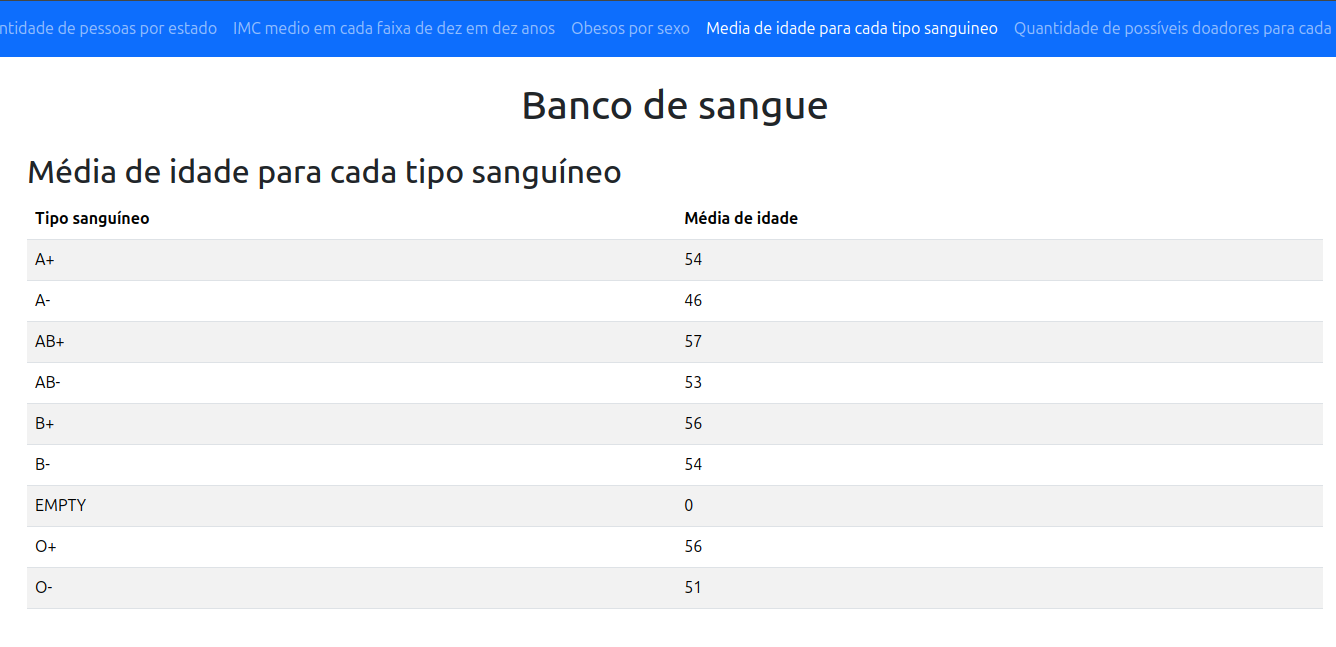 de pessoas por estado IMC medio em cada faixa de dez em dez anos Obesos por sexo Media de idade para cada tipo sanguineo Quantidade de possíveis doadores para cada
Banco de sangue
Média de idade para cada tipo sanguíneo
Tipo sanguíneo Média de idade
A+ 54
A- 46
AB+ 57
AB- 53
B+ 56
B- 54
EMPTY 0
O+ 56
O- 51